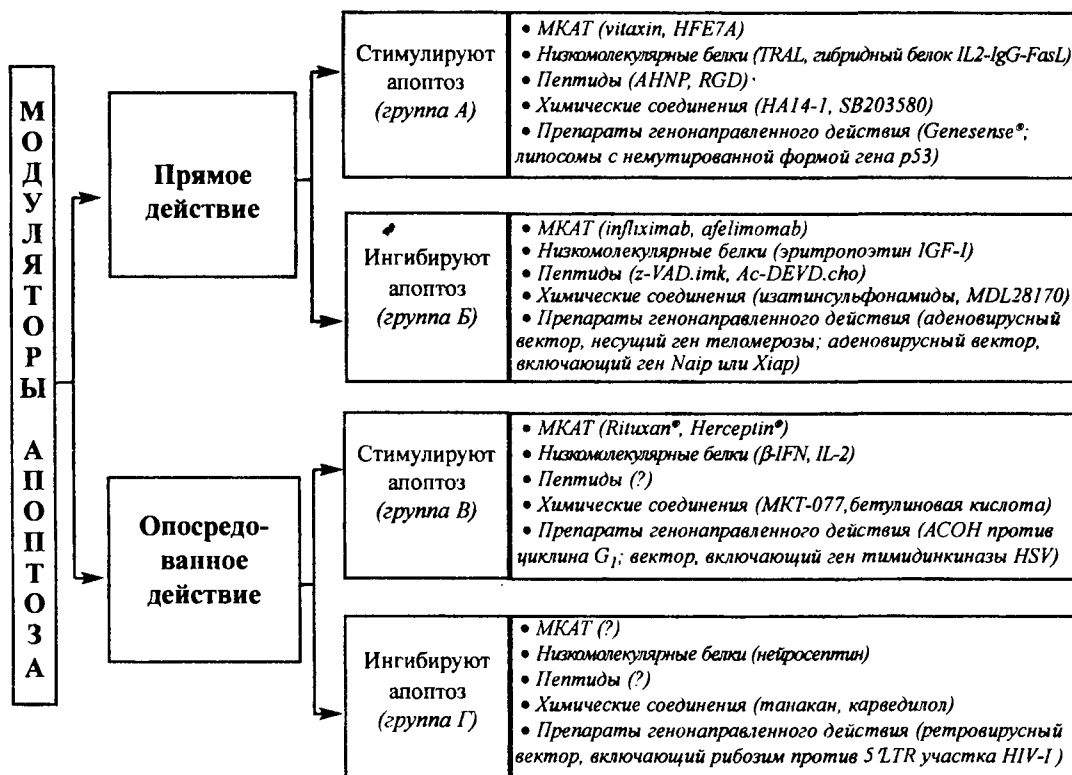 МОДУЛЯТОРЫ АПОПТОЗА
Прямое
действие
Стимулируют
апоптоз
(группа А)
• МКАТ (vitaxin, HFE7A)
• Низкомолекулярные белки (TRAL, гибридный белок IL2-IgG-FasL)
• Пептиды (AHNP, RGD)
• Химические соединения (HA14-1, SB203580)
• Препараты генонаправленного действия (Genesense®;
липосомы с немутированной формой гена p53)
Ингибируют
апоптоз
(группа Б)
• МКАТ (infliximab, afelimomab)
• Низкомолекулярные белки (эритропоэтин IGF-I)
• Пептиды (z-VAD.imk, Ac-DEVD.cho)
• Химические соединения (изатинсульфонамиды, MDL28170)
• Препараты генонаправленного действия (аденовирусный
вектор, несущий ген теломерозы; аденовирусный вектор,
включающий ген Naip или Xiap)
Опосредо-
ванное
действие
Стимулируют
апоптоз
(группа В)
• МКАТ (Rituxan®, Herceptin®)
• Низкомолекулярные белки (β-IFN, IL-2)
• Пептиды (?)
• Химические соединения (МКТ-077,бетулиновая кислота)
• Препараты генонаправленного действия (АСОН против
циклина G1; вектор, включающий ген тимидинкиназы HSV)
Ингибируют
апоптоз
(группа Г)
• МКАТ (?)
• Низкомолекулярные белки (нейросептин)
• Пептиды (?)
• Химические соединения (танакан, карведилол)
• Препараты генонаправленного действия (ретровирусный
вектор, включающий рибозим против 5'LTR участка HIV-I )